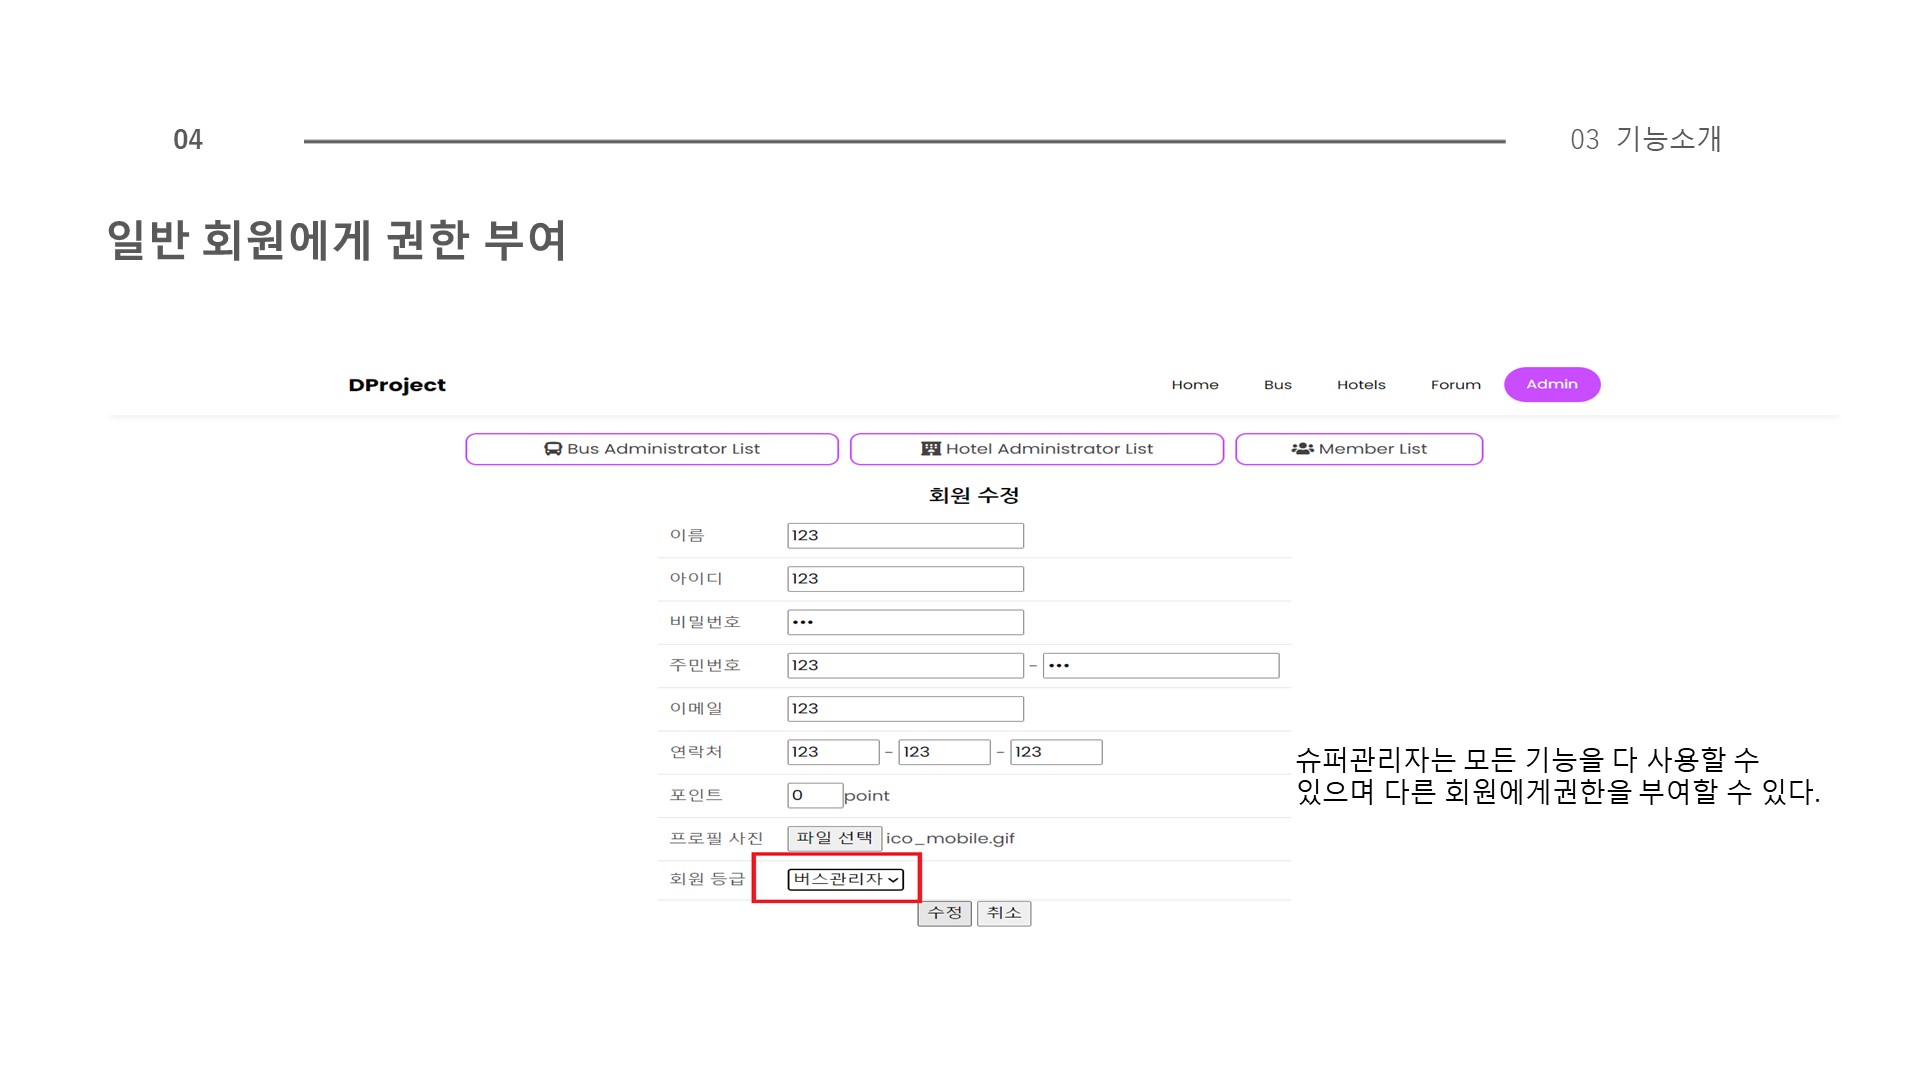 04
03 기능소개
일반 회원에게 권한 부여
DProject
Home Bus Hotels Forum Admin
Bus Administrator List Hotel Administrator List Member List
회원 수정
이름 123
아이디 123
비밀번호 •••
주민번호 123 - •••
이메일 123
연락처 123 - 123 - 123
슈퍼관리자는 모든 기능을 다 사용할 수
있으며 다른 회원에게권한을 부여할 수 있다.
포인트 0 point
프로필 사진 파일 선택 ico_mobile.gif
회원 등급 버스관리자
수정 취소